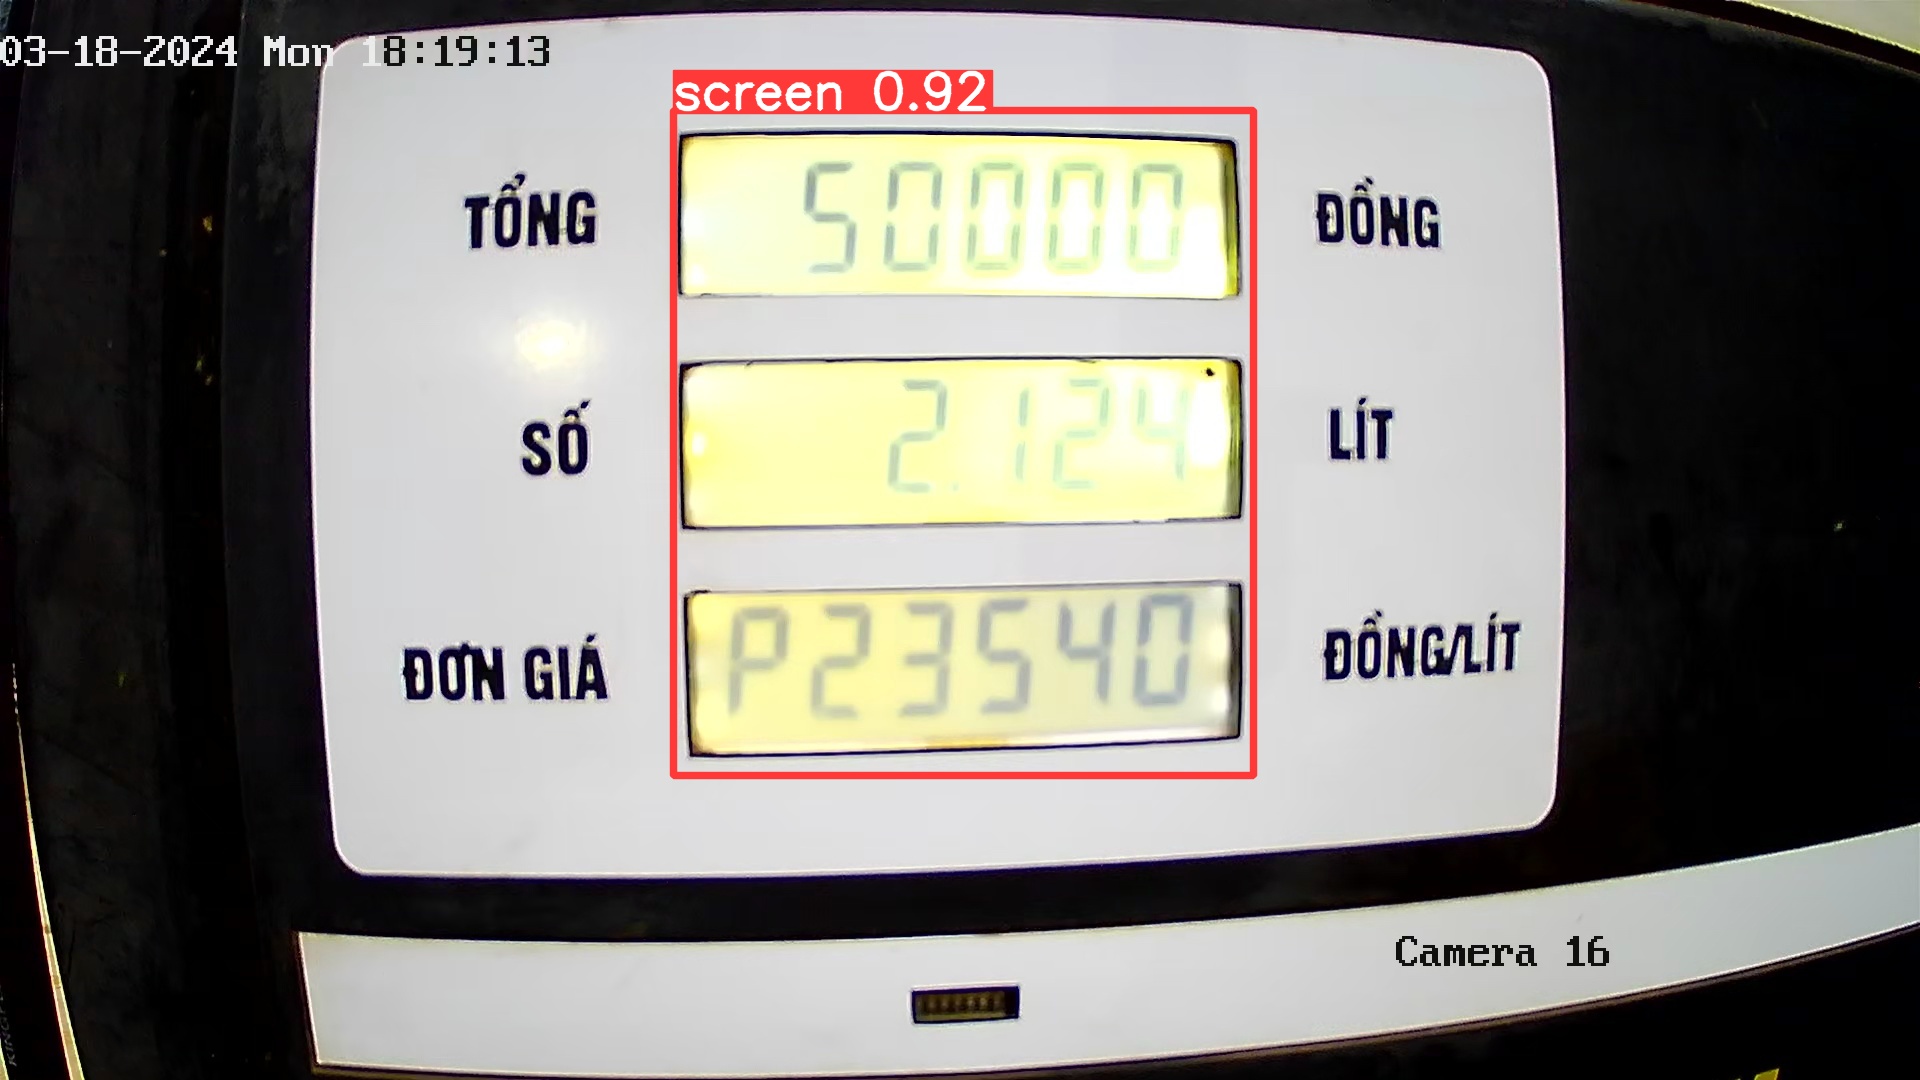 03-18-2024 Mon 18:19:13
screen 0.92
TỔNG 50000 ĐỒNG
SỐ 2.124 LÍT
ĐƠN GIÁ P23540 ĐỒNG/LÍT
Camera 16